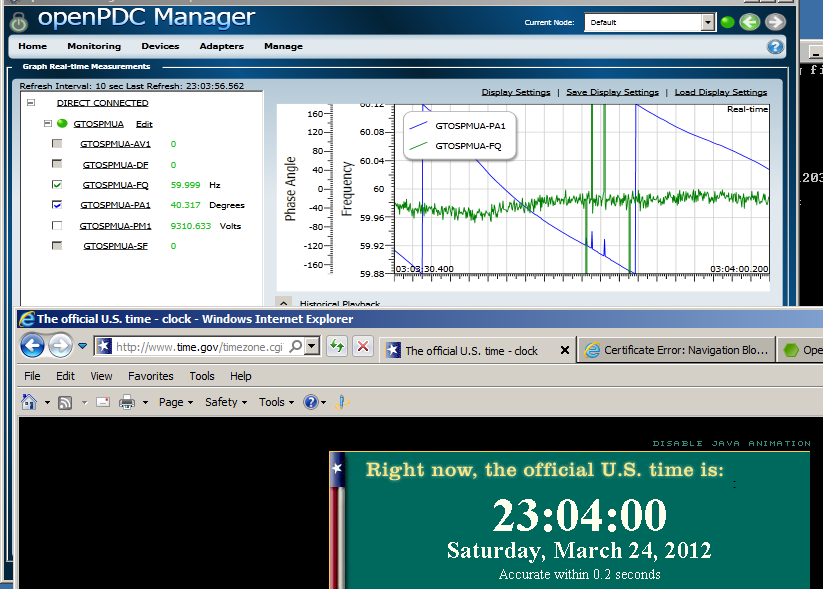 openPDC Manager
Current Node: Default
Home Monitoring Devices Adapters Manage
Graph Real-time Measurements
Refresh Interval: 10 sec Last Refresh: 23:03:56.562
Display Settings | Save Display Settings | Load Display Settings
DIRECT CONNECTED
GTOSPMUA Edit
GTOSPMUA-AV1 0
GTOSPMUA-DF 0
GTOSPMUA-FQ 59.999 Hz
GTOSPMUA-PA1 40.317 Degrees
GTOSPMUA-PM1 9310.633 Volts
GTOSPMUA-SF 0
Phase Angle
160
120
80
40
0
-40
-80
-120
-160
Frequency
60.12
60.08
60.04
60
59.96
59.92
59.88
Real-time
GTOSPMUA-PA1
GTOSPMUA-FQ
03:03:30.400
03:04:00.200
Historical Playback
The official U.S. time - clock - Windows Internet Explorer
http://www.time.gov/timezone.cgi
The official U.S. time - clock
Certificate Error: Navigation Blo...
Ope
File Edit View Favorites Tools Help
Page Safety Tools
DISABLE JAVA ANIMATION
Right now, the official U.S. time is:
23:04:00
Saturday, March 24, 2012
Accurate within 0.2 seconds